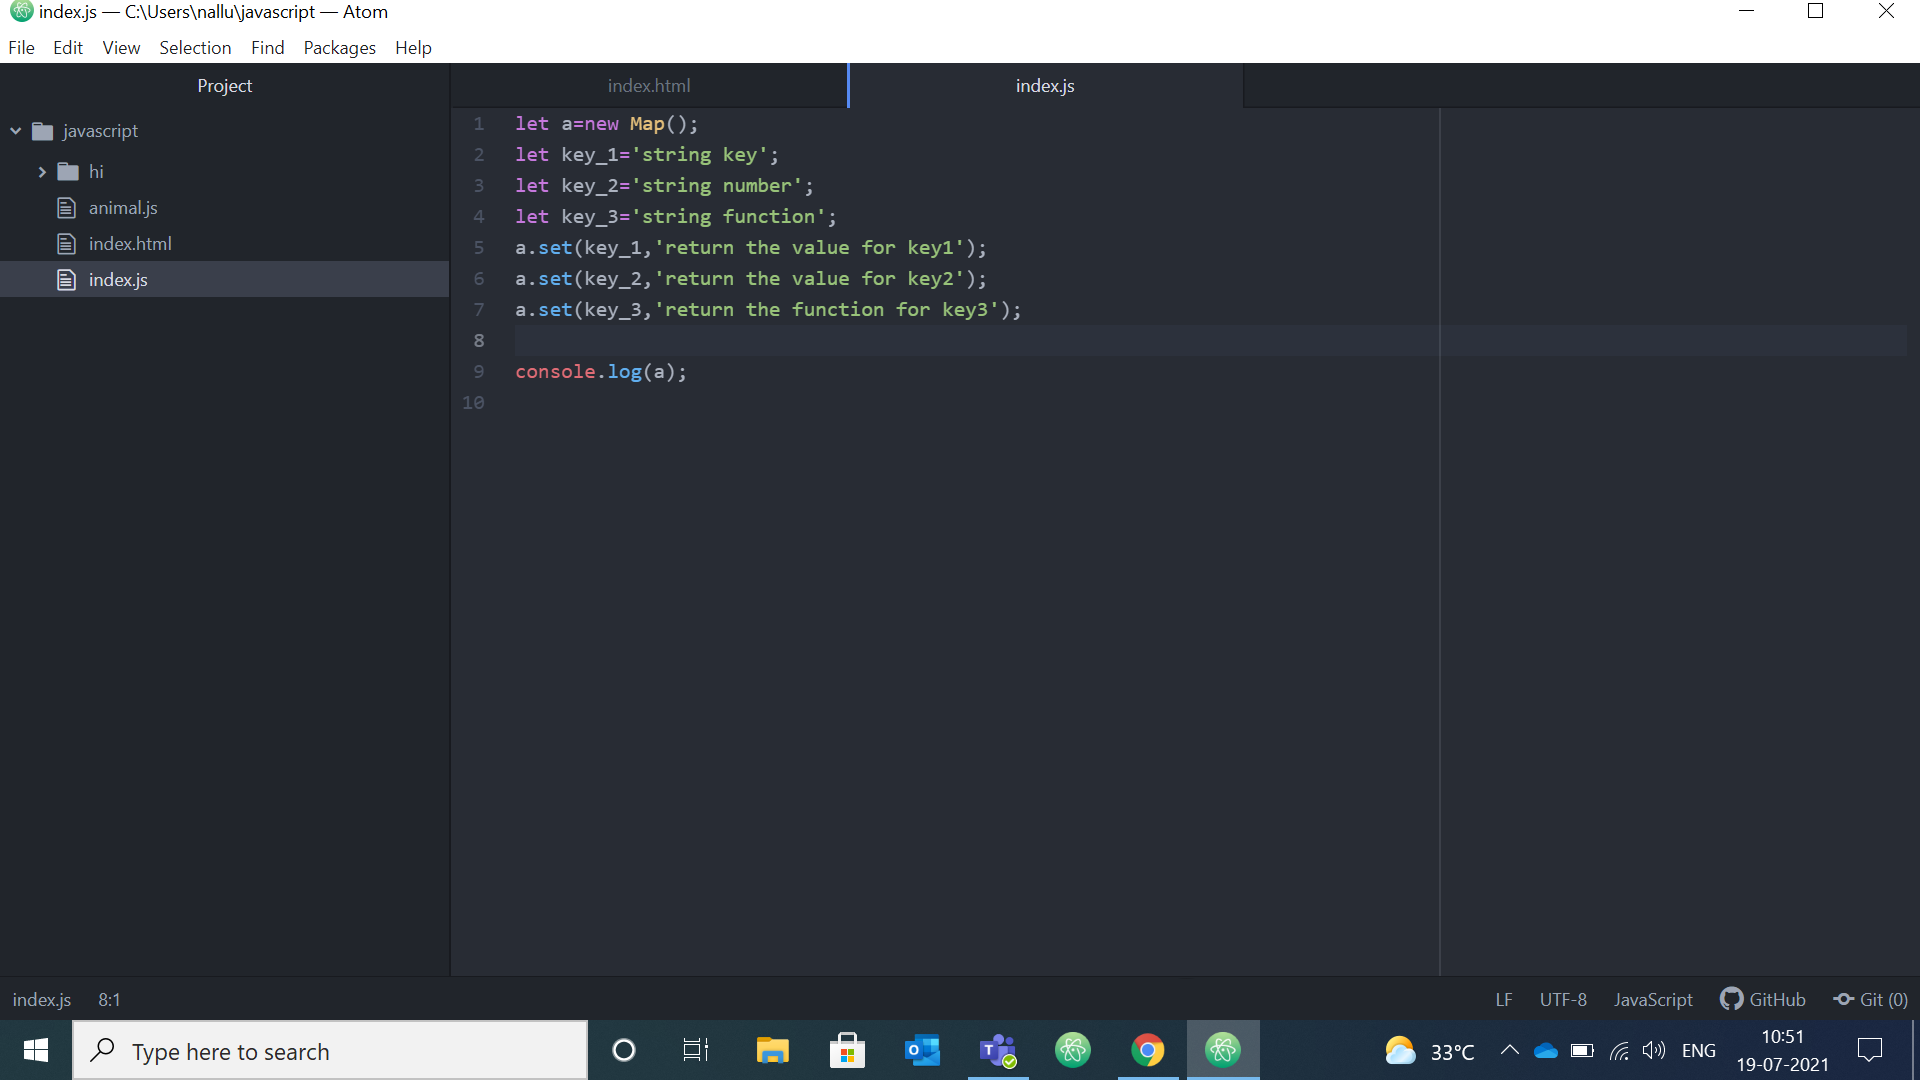 index.js — C:\Users\nallu\javascript — Atom
File Edit View Selection Find Packages Help
Project
javascript
hi
animal.js
index.html
index.js
index.html index.js
1 let a=new Map();
2 let key_1='string key';
3 let key_2='string number';
4 let key_3='string function';
5 a.set(key_1,'return the value for key1');
6 a.set(key_2,'return the value for key2');
7 a.set(key_3,'return the function for key3');
8
9 console.log(a);
10
index.js 8:1 LF UTF-8 JavaScript GitHub Git (0)
Type here to search 33°C ENG 10:51
19-07-2021